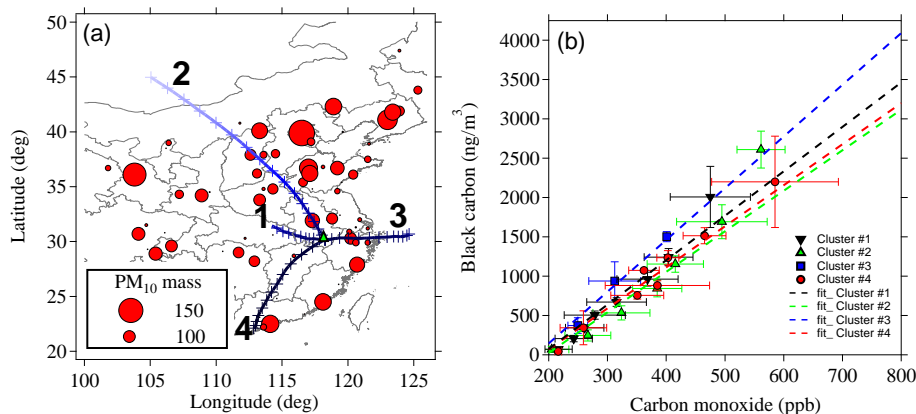 (a)
50
45
40
35
30
25
20
Latitude (deg)
100
105
110
115
120
125
Longitude (deg)
2
1
3
4
PM10 mass
150
100
(b)
4000
3500
3000
2500
2000
1500
1000
500
0
Black carbon (ng/m3)
200
300
400
500
600
700
800
Carbon monoxide (ppb)
Cluster #1
Cluster #2
Cluster #3
Cluster #4
fit_ Cluster #1
fit_ Cluster #2
fit_ Cluster #3
fit_ Cluster #4